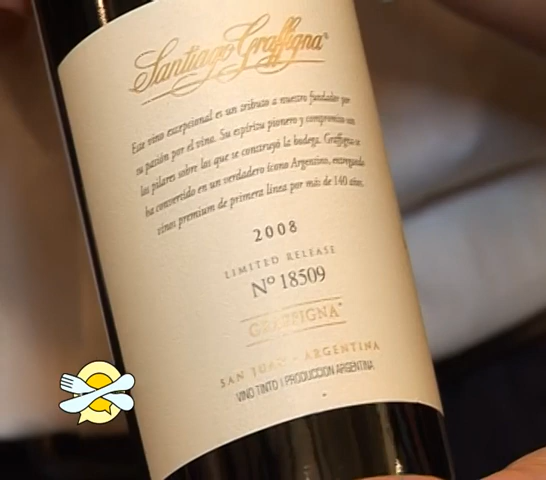 Santiago Graffigna
Este vino excepcional es un tributo a nuestro fundador por
su pasión por el vino. Su espíritu pionero y compromiso son
los pilares sobre los que se construyó la bodega. Graffigna se
ha convertido en un verdadero ícono Argentino, entregando
vinos premium de primera línea por más de 140 años.
2008
LIMITED RELEASE
Nº 18509
GRAFFIGNA
SAN JUAN - ARGENTINA
VINO TINTO | PRODUCCION ARGENTINA